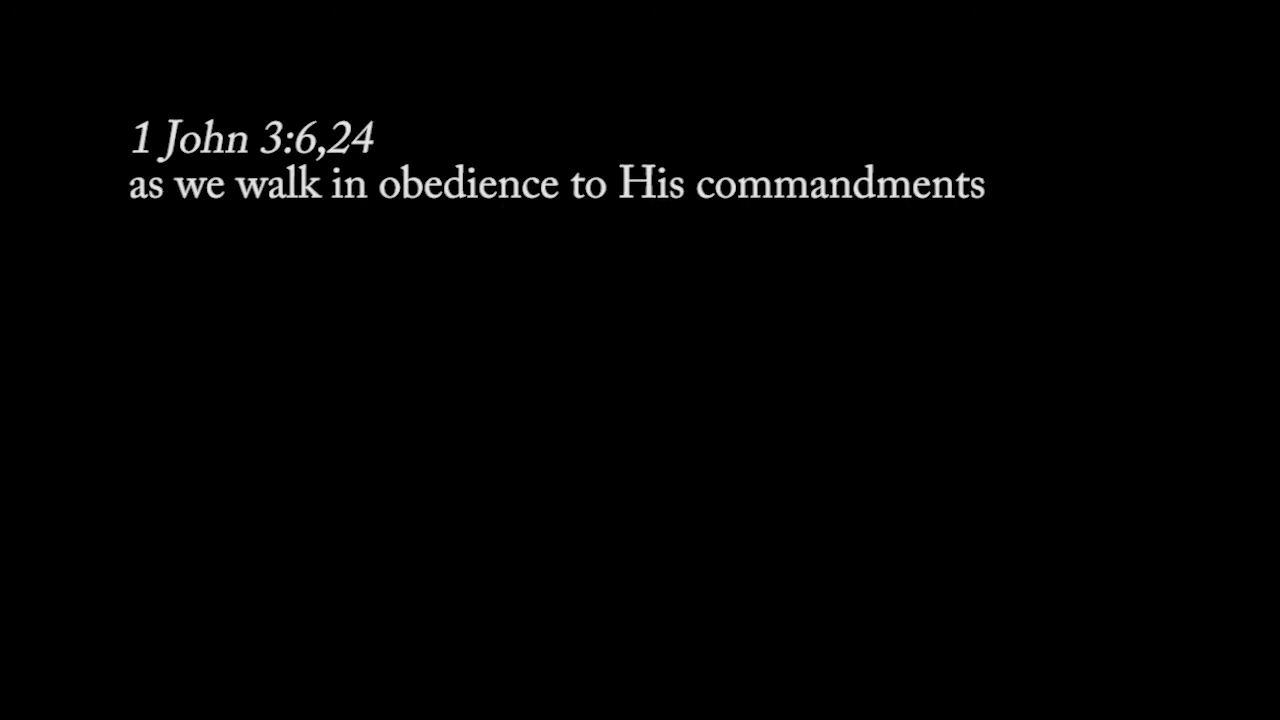 1 John 3:6,24
as we walk in obedience to His commandments